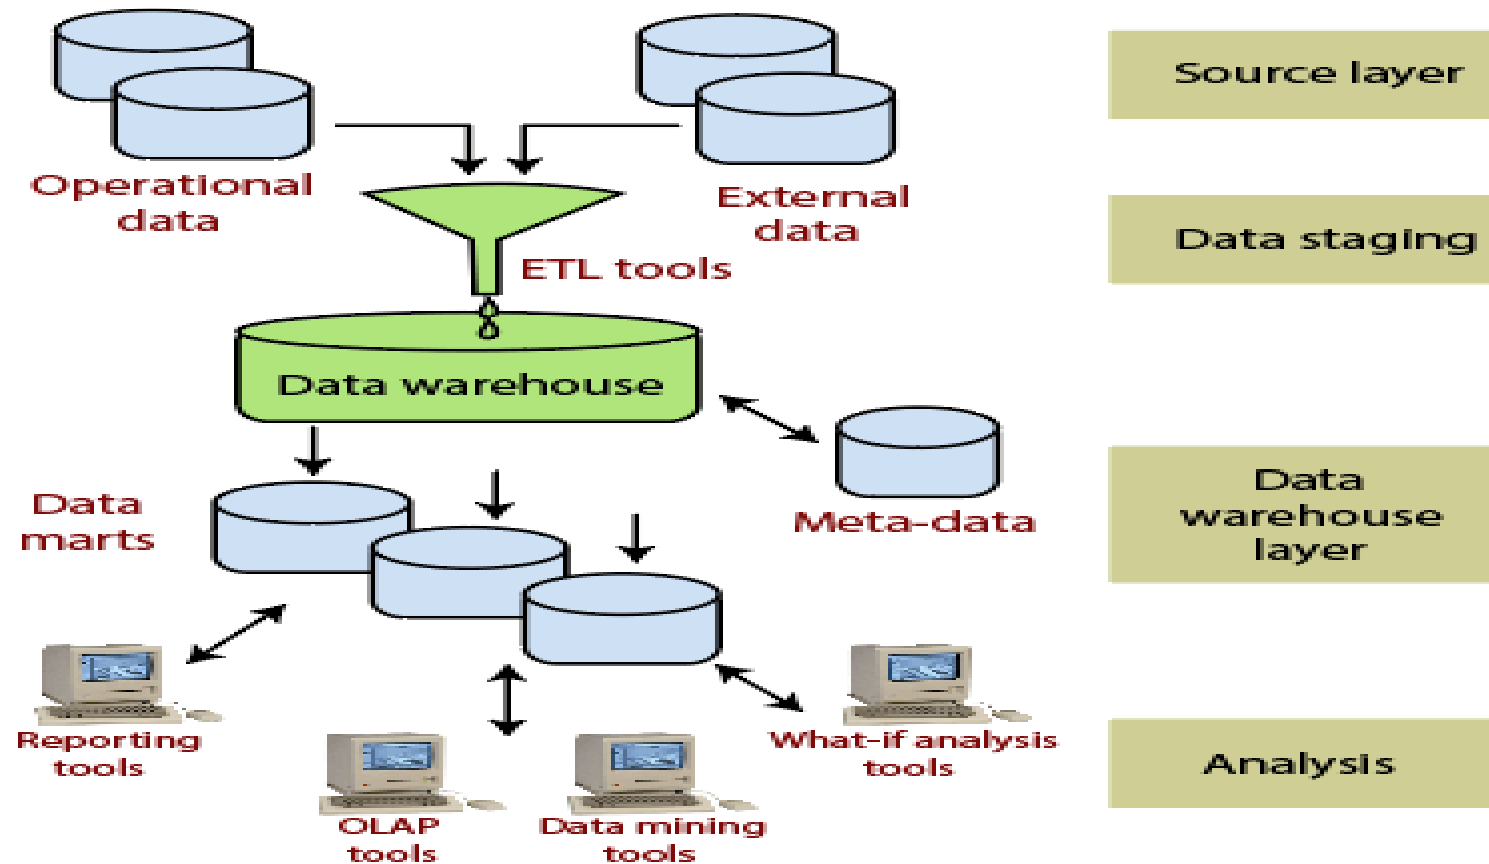 Source layer
Operational
data
External
data
Data staging
ETL tools
Data warehouse
Data
marts
Meta-data
Data
warehouse
layer
Reporting
tools
What-if analysis
tools
Analysis
OLAP
tools
Data mining
tools